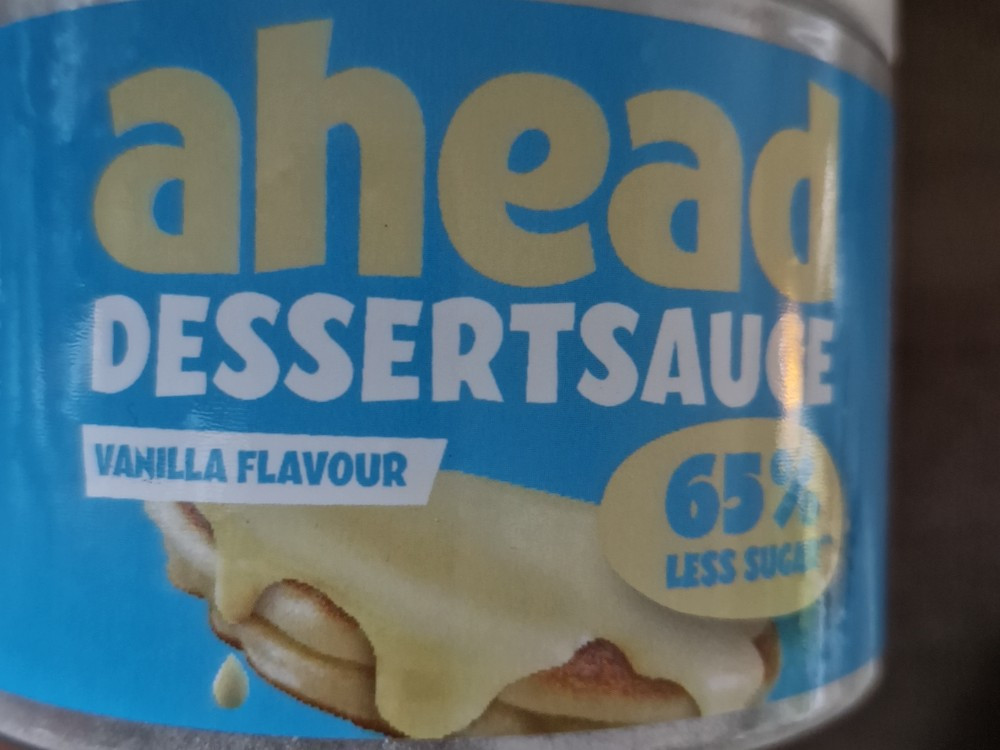 ahead
DESSERTSAUCE
VANILLA FLAVOUR
65%
LESS SUGAR